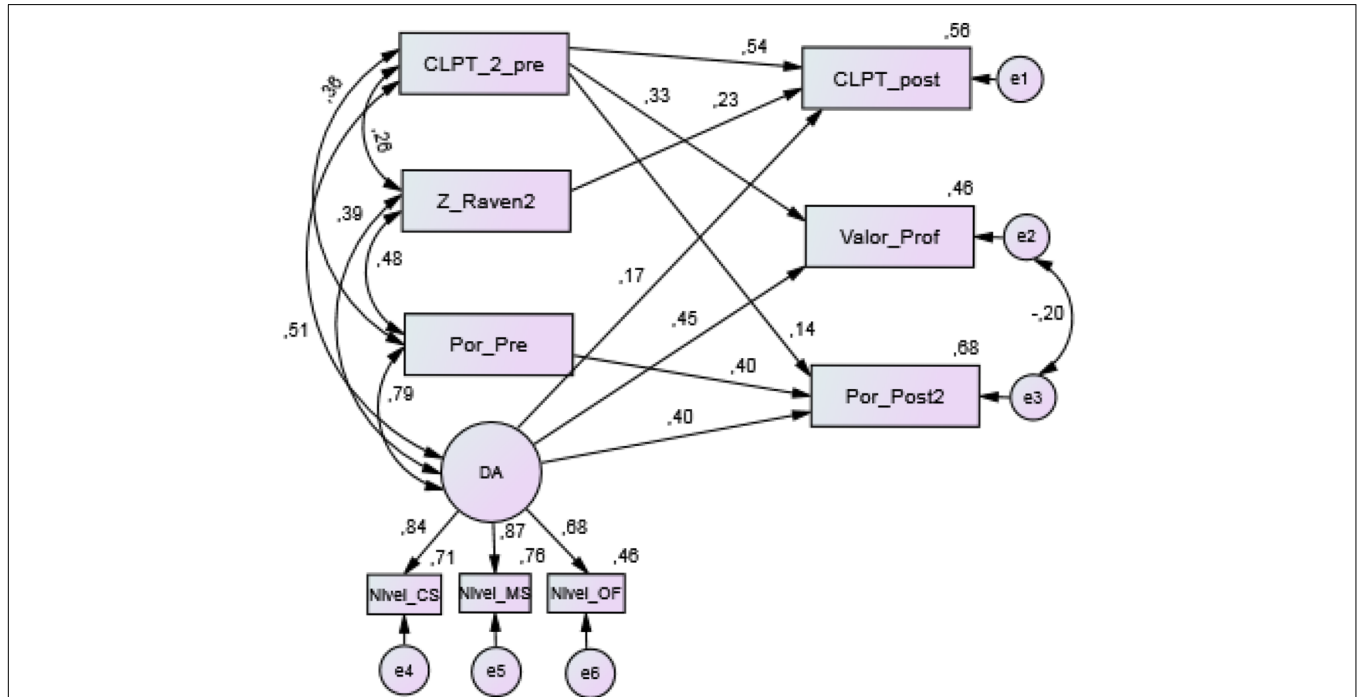 ,56
,54
CLPT_2_pre
CLPT_post
e1
,38
,33
,23
,26
,46
Z_Raven2
,39
Valor_Prof
e2
,48
,17
,45
-,20
,51
,14
Por_Pre
,68
,40
Por_Post2
e3
,79
,40
DA
,84
,87
,68
,71
,76
,46
NIvel_CS
NIvel_MS
NIvel_OF
e4
e5
e6